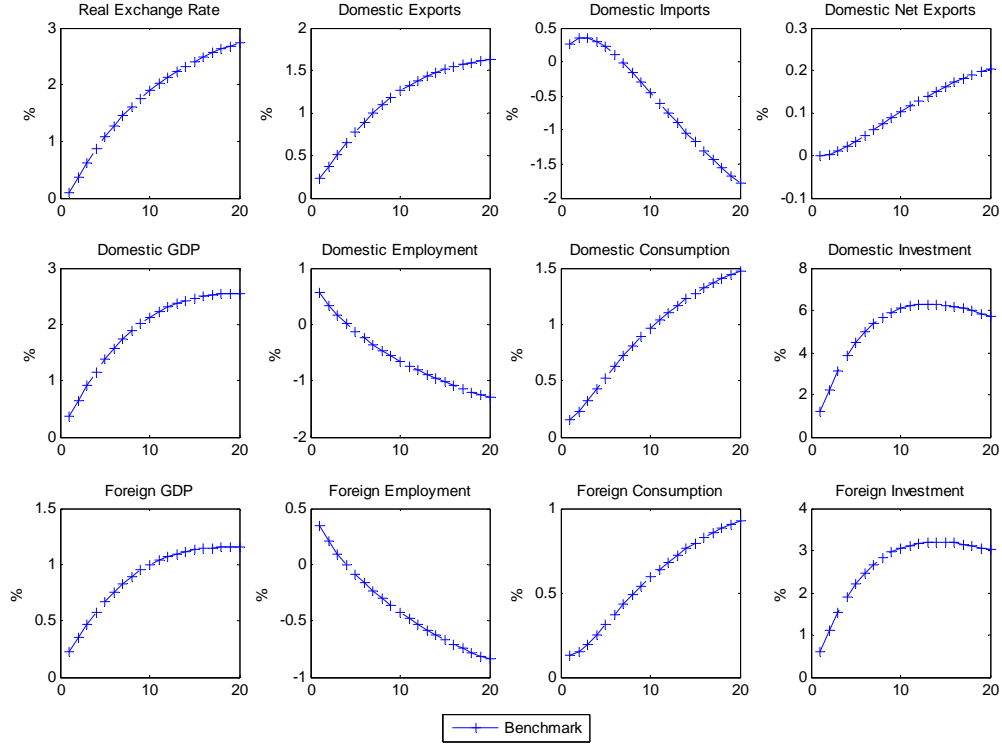 Real Exchange Rate
Domestic Exports
Domestic Imports
Domestic Net Exports
3
2
1
0
%
0 10 20
2
1.5
1
0.5
0
%
0 10 20
0.5
0
-0.5
-1
-1.5
-2
%
0 10 20
0.3
0.2
0.1
0
-0.1
%
0 10 20
Domestic GDP
Domestic Employment
Domestic Consumption
Domestic Investment
3
2
1
0
%
0 10 20
1
0
-1
-2
%
0 10 20
1.5
1
0.5
0
%
0 10 20
8
6
4
2
0
%
0 10 20
Foreign GDP
Foreign Employment
Foreign Consumption
Foreign Investment
1.5
1
0.5
0
%
0 10 20
0.5
0
-0.5
-1
%
0 10 20
1
0.5
0
%
0 10 20
4
3
2
1
0
%
0 10 20
Benchmark